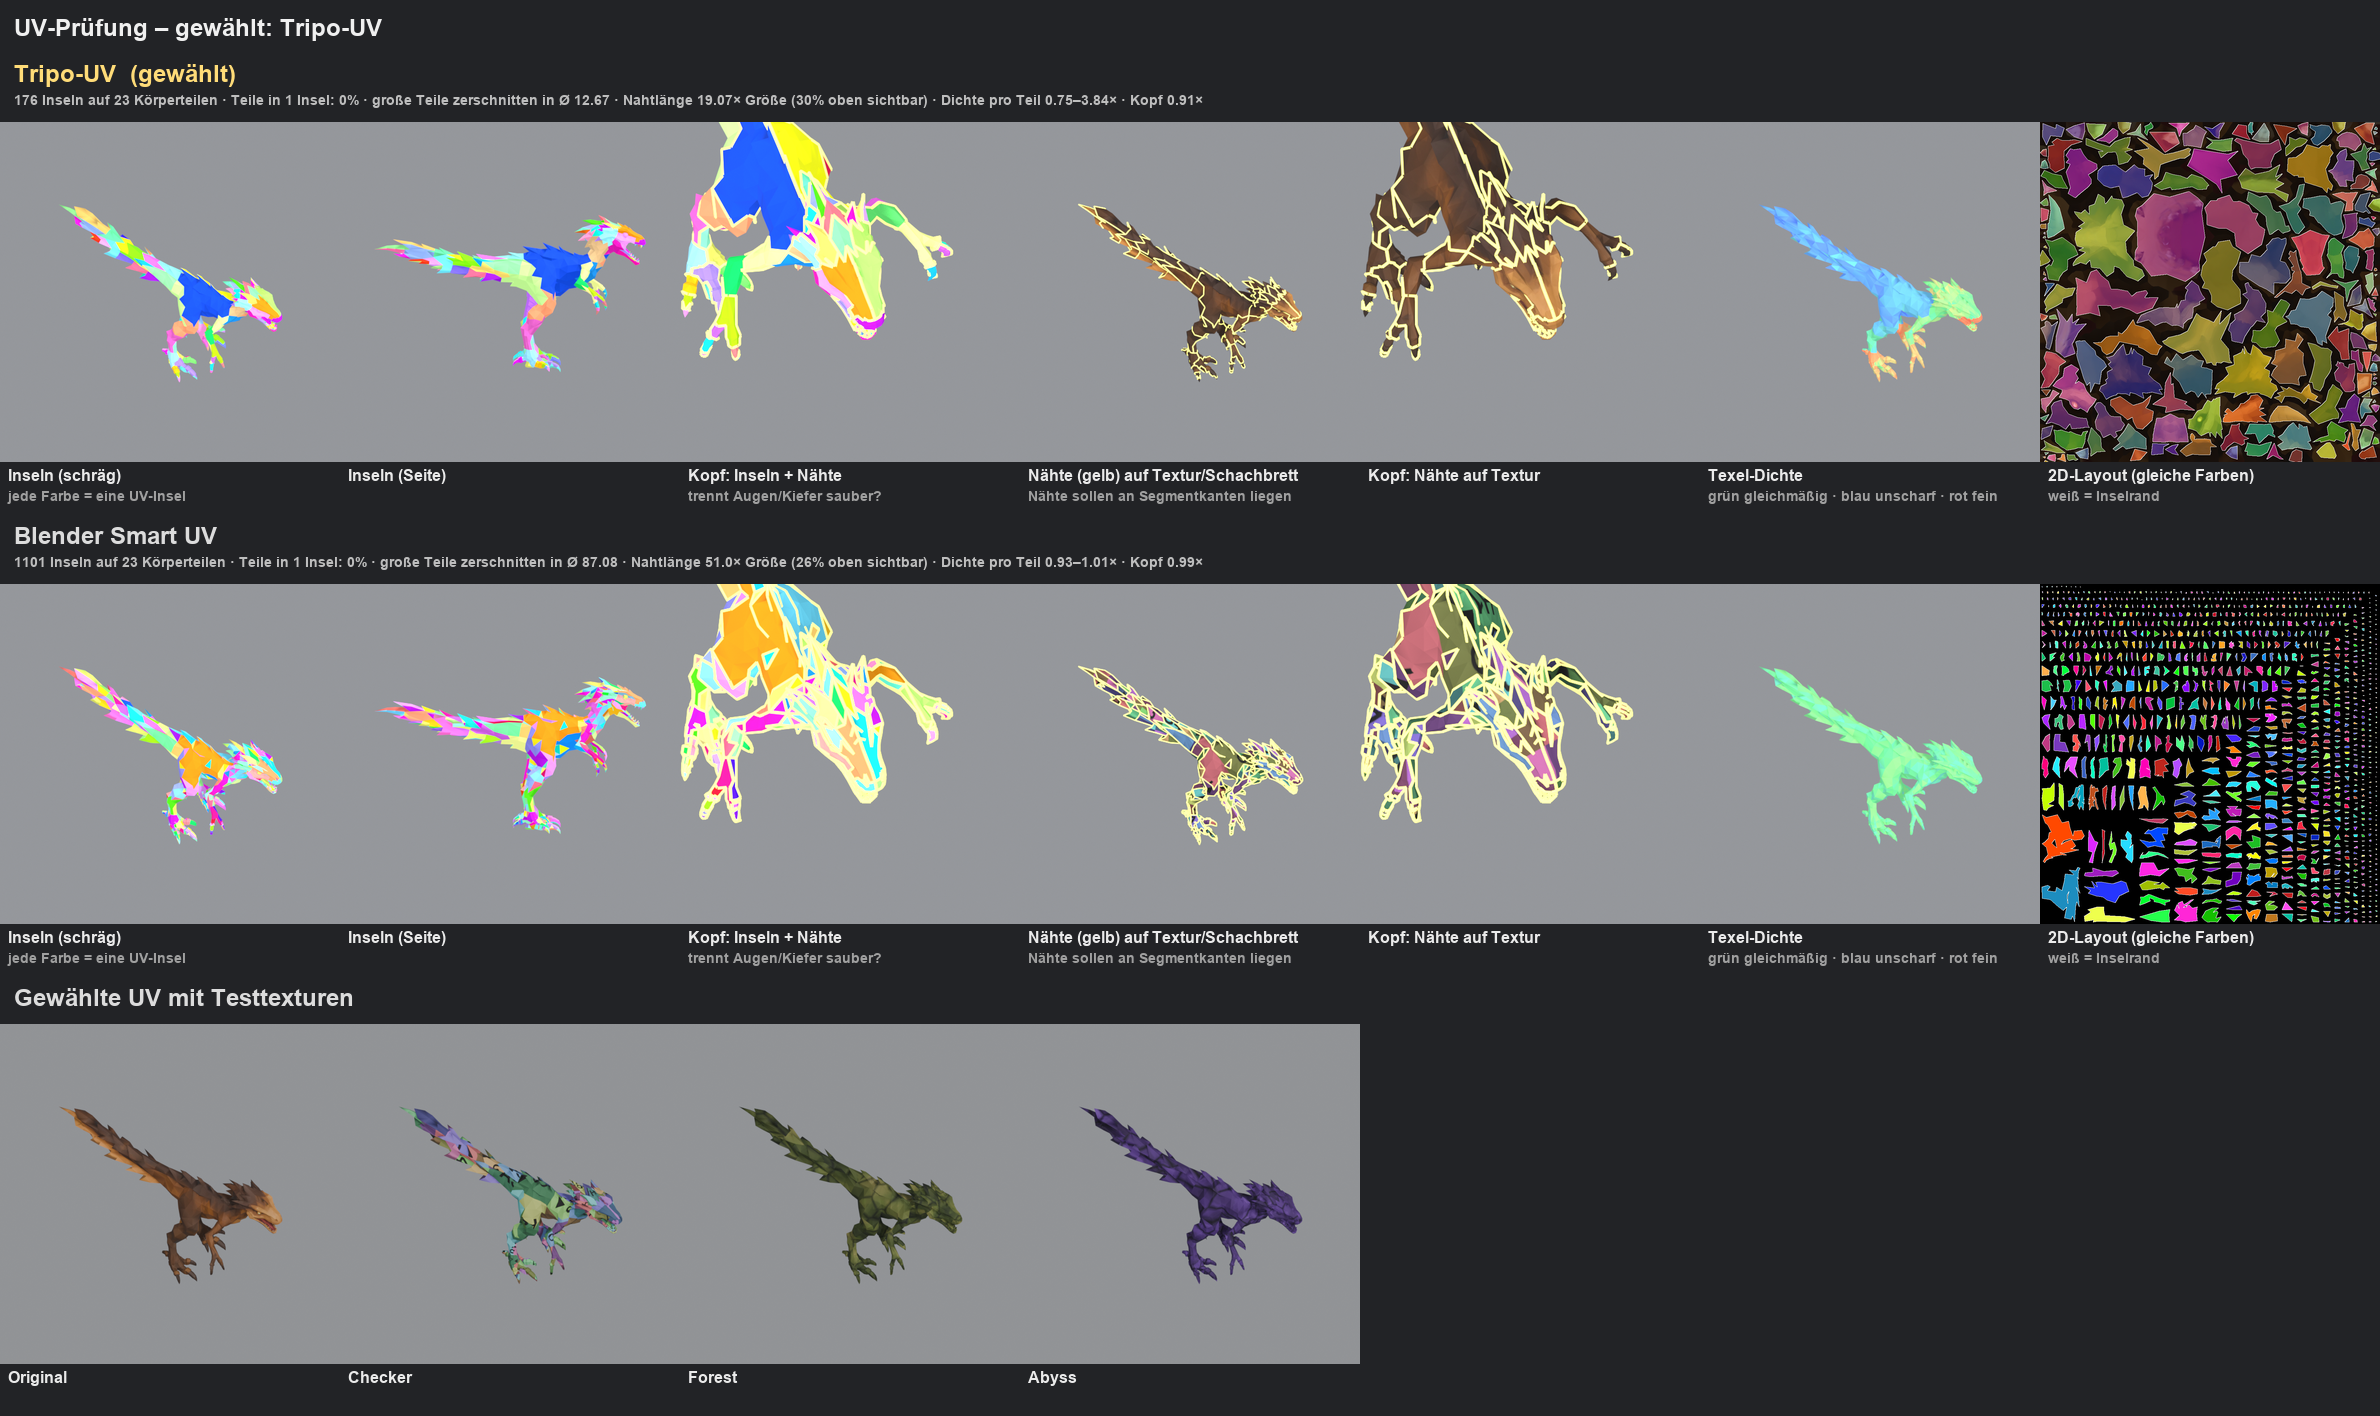 UV-Prüfung – gewählt: Tripo-UV
Tripo-UV (gewählt)
176 Inseln auf 23 Körperteilen · Teile in 1 Insel: 0% · große Teile zerschnitten in Ø 12.67 · Nahtlänge 19.07× Größe (30% oben sichtbar) · Dichte pro Teil 0.75–3.84× · Kopf 0.91×
Inseln (schräg)
jede Farbe = eine UV-Insel
Inseln (Seite)
Kopf: Inseln + Nähte
trennt Augen/Kiefer sauber?
Nähte (gelb) auf Textur/Schachbrett
Nähte sollen an Segmentkanten liegen
Kopf: Nähte auf Textur
Texel-Dichte
grün gleichmäßig · blau unscharf · rot fein
2D-Layout (gleiche Farben)
weiß = Inselrand
Blender Smart UV
1101 Inseln auf 23 Körperteilen · Teile in 1 Insel: 0% · große Teile zerschnitten in Ø 87.08 · Nahtlänge 51.0× Größe (26% oben sichtbar) · Dichte pro Teil 0.93–1.01× · Kopf 0.99×
Inseln (schräg)
jede Farbe = eine UV-Insel
Inseln (Seite)
Kopf: Inseln + Nähte
trennt Augen/Kiefer sauber?
Nähte (gelb) auf Textur/Schachbrett
Nähte sollen an Segmentkanten liegen
Kopf: Nähte auf Textur
Texel-Dichte
grün gleichmäßig · blau unscharf · rot fein
2D-Layout (gleiche Farben)
weiß = Inselrand
Gewählte UV mit Testtexturen
Original
Checker
Forest
Abyss